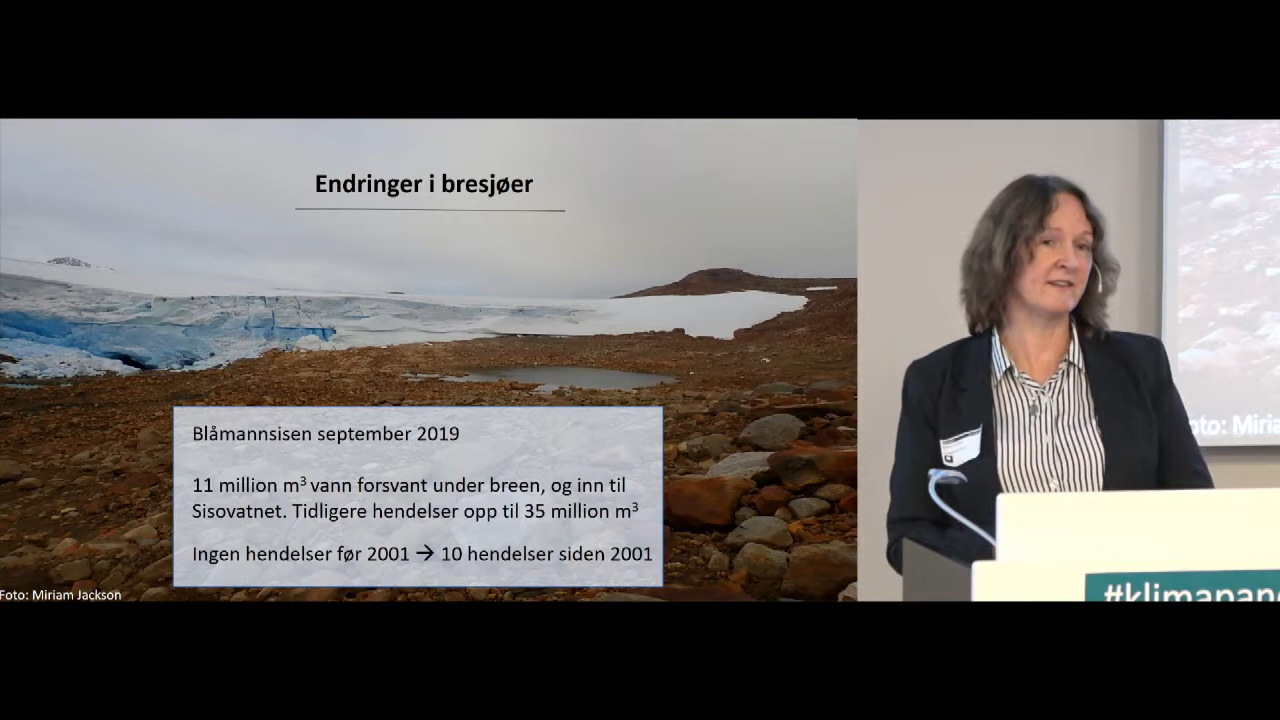 Endringer i bresjøer
Blåmannsisen september 2019
11 million m³ vann forsvant under breen, og inn til
Sisovatnet. Tidligere hendelser opp til 35 million m³
Ingen hendelser før 2001 → 10 hendelser siden 2001
Foto: Miriam Jackson
oto: Miria
#klimapan